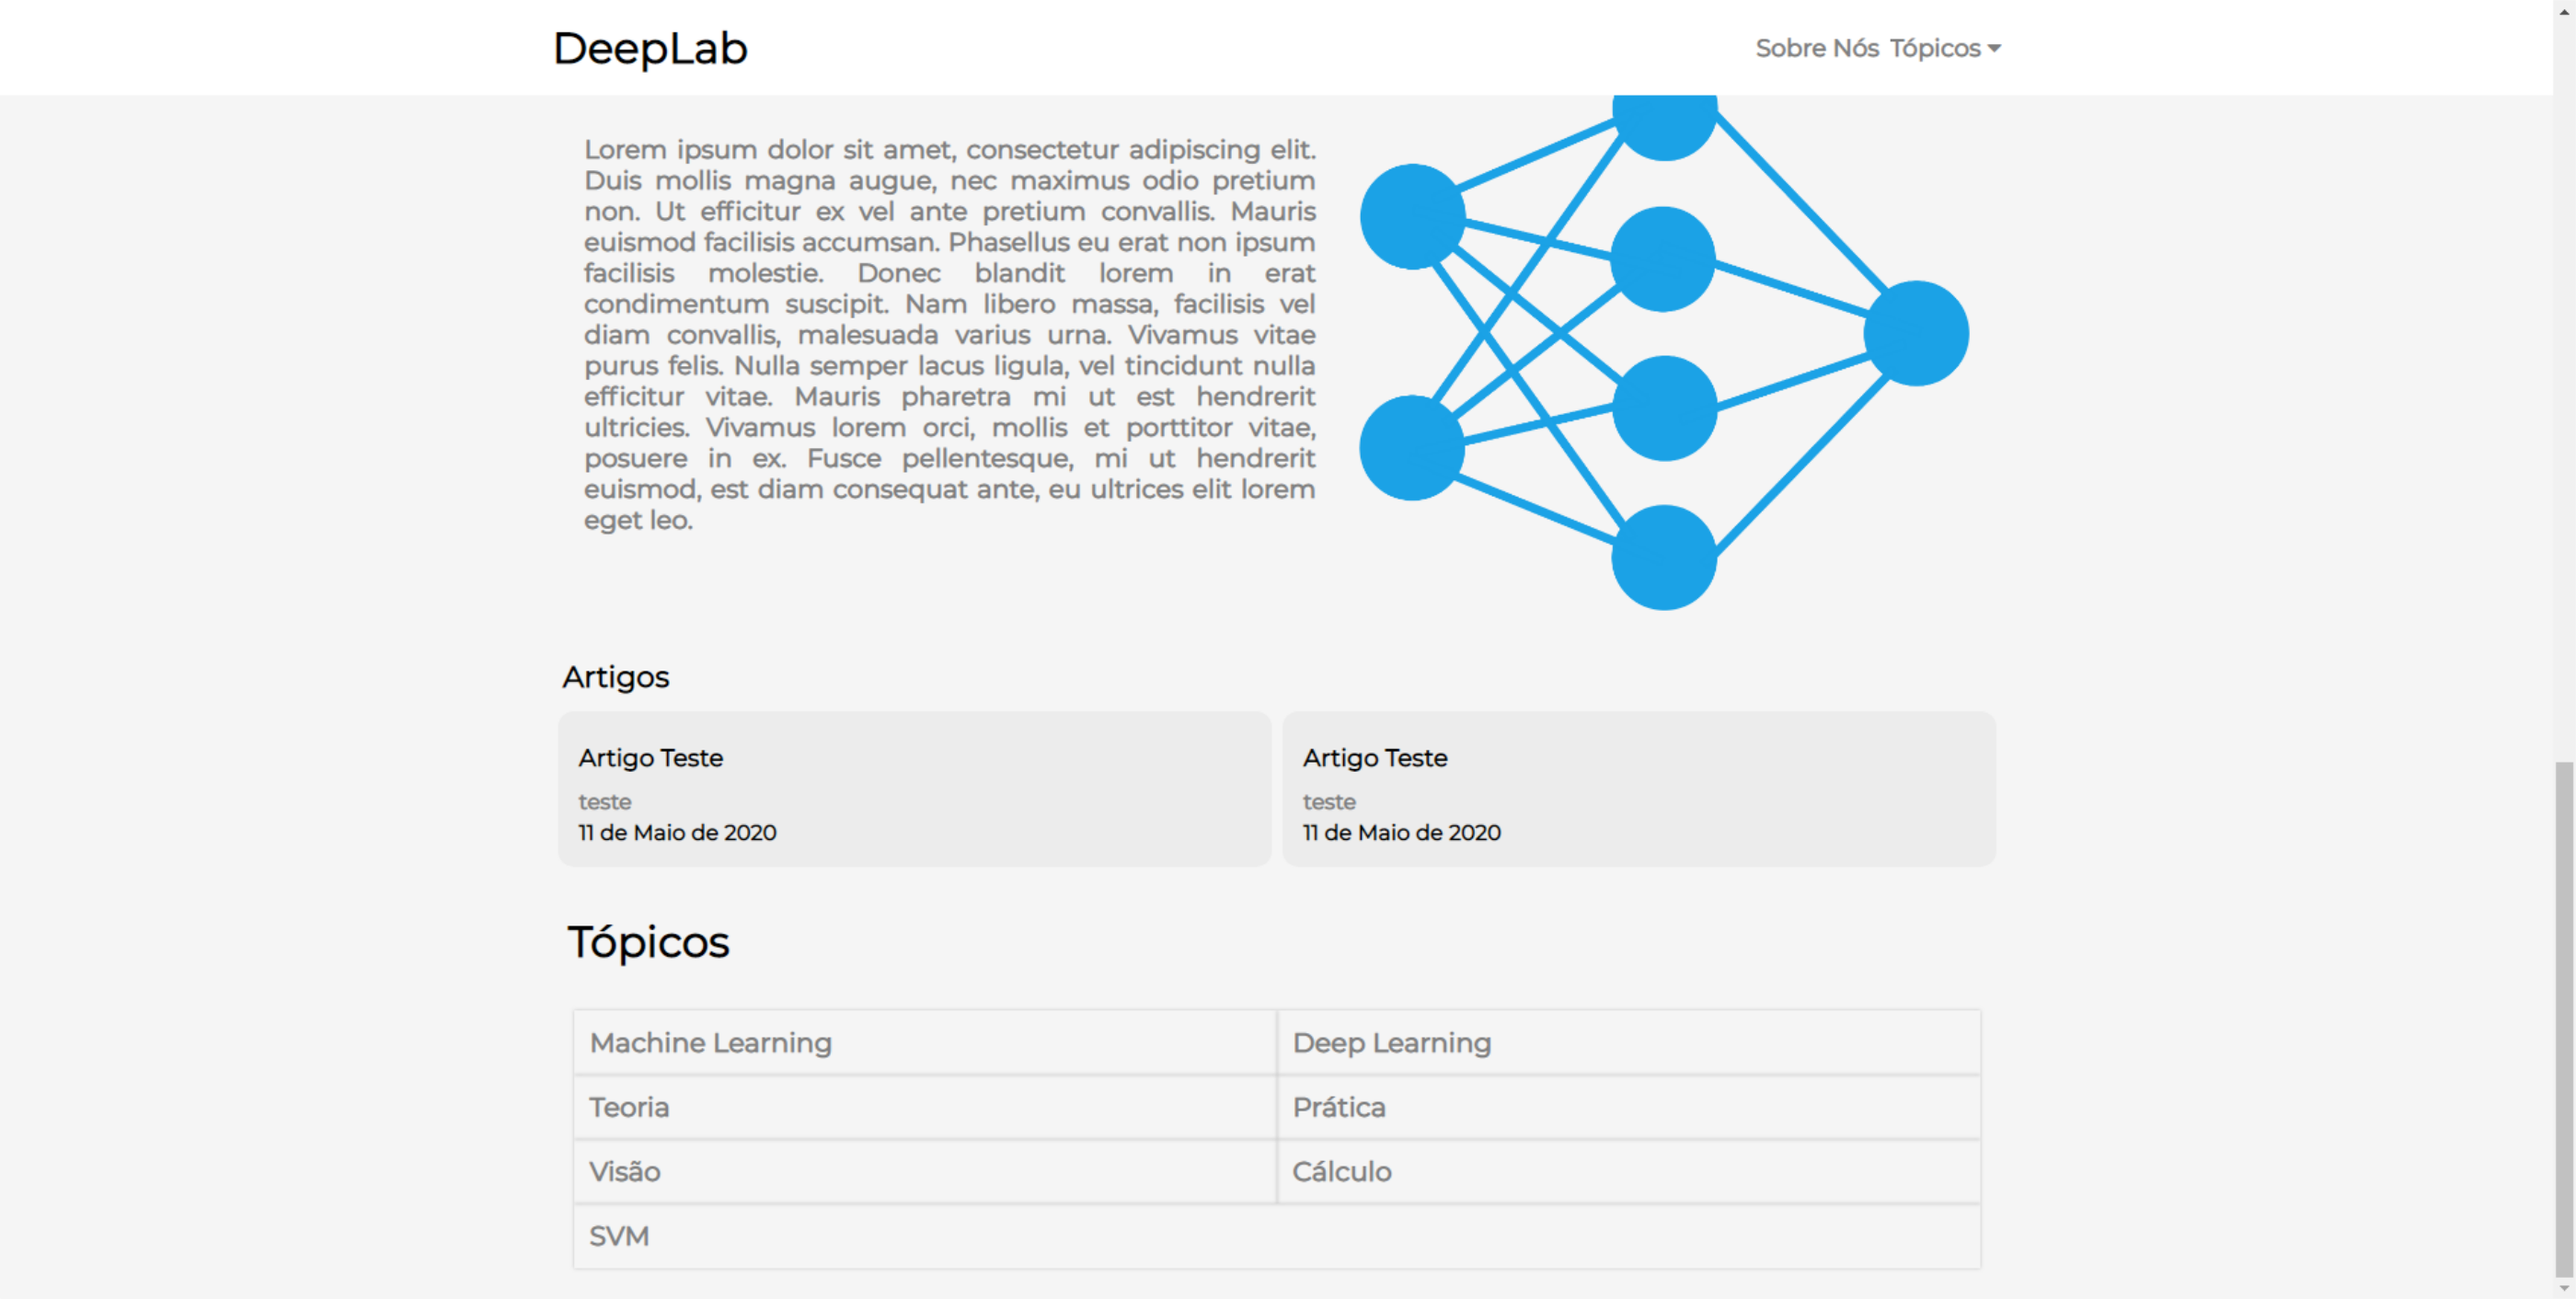 DeepLab
Sobre Nós Tópicos
Lorem ipsum dolor sit amet, consectetur adipiscing elit.
Duis mollis magna augue, nec maximus odio pretium
non. Ut efficitur ex vel ante pretium convallis. Mauris
euismod facilisis accumsan. Phasellus eu erat non ipsum
facilisis molestie. Donec blandit lorem in erat
condimentum suscipit. Nam libero massa, facilisis vel
diam convallis, malesuada varius urna. Vivamus vitae
purus felis. Nulla semper lacus ligula, vel tincidunt nulla
efficitur vitae. Mauris pharetra mi ut est hendrerit
ultricies. Vivamus lorem orci, mollis et porttitor vitae,
posuere in ex. Fusce pellentesque, mi ut hendrerit
euismod, est diam consequat ante, eu ultrices elit lorem
eget leo.
Artigos
Artigo Teste
teste
11 de Maio de 2020
Artigo Teste
teste
11 de Maio de 2020
Tópicos
Machine Learning
Deep Learning
Teoria
Prática
Visão
Cálculo
SVM